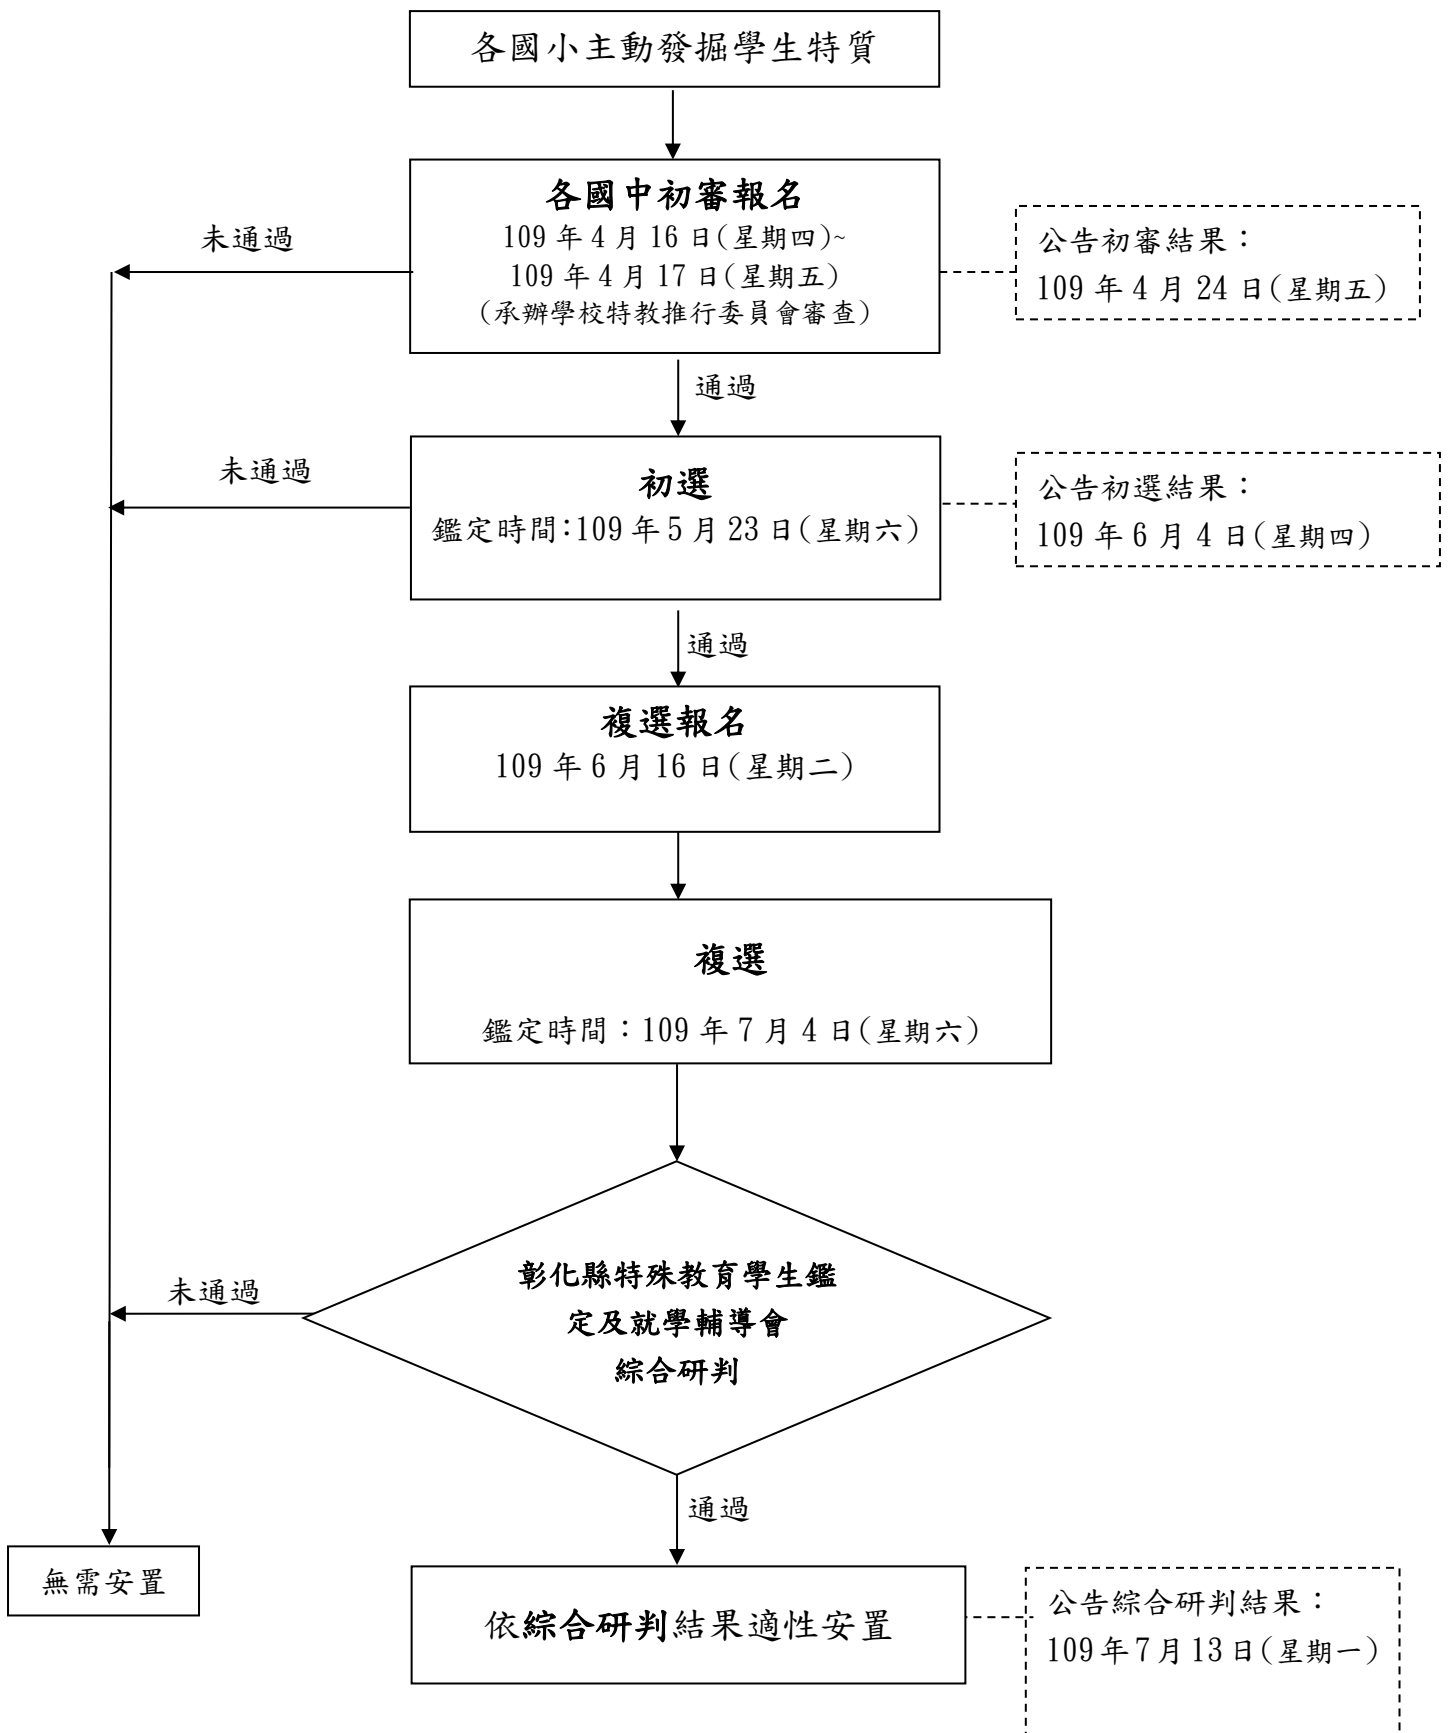 各國小主動發掘學生特質
各國中初審報名
109 年 4 月 16 日(星期四)~
109 年 4 月 17 日(星期五)
(承辦學校特教推行委員會審查)
未通過
公告初審結果：
109 年 4 月 24 日(星期五)
通過
初選
鑑定時間:109 年 5 月 23 日(星期六)
未通過
公告初選結果：
109 年 6 月 4 日(星期四)
通過
複選報名
109 年 6 月 16 日(星期二)
複選
鑑定時間：109 年 7 月 4 日(星期六)
彰化縣特殊教育學生鑑
定及就學輔導會
綜合研判
未通過
通過
無需安置
依綜合研判結果適性安置
公告綜合研判結果：
109 年 7 月 13 日(星期一)